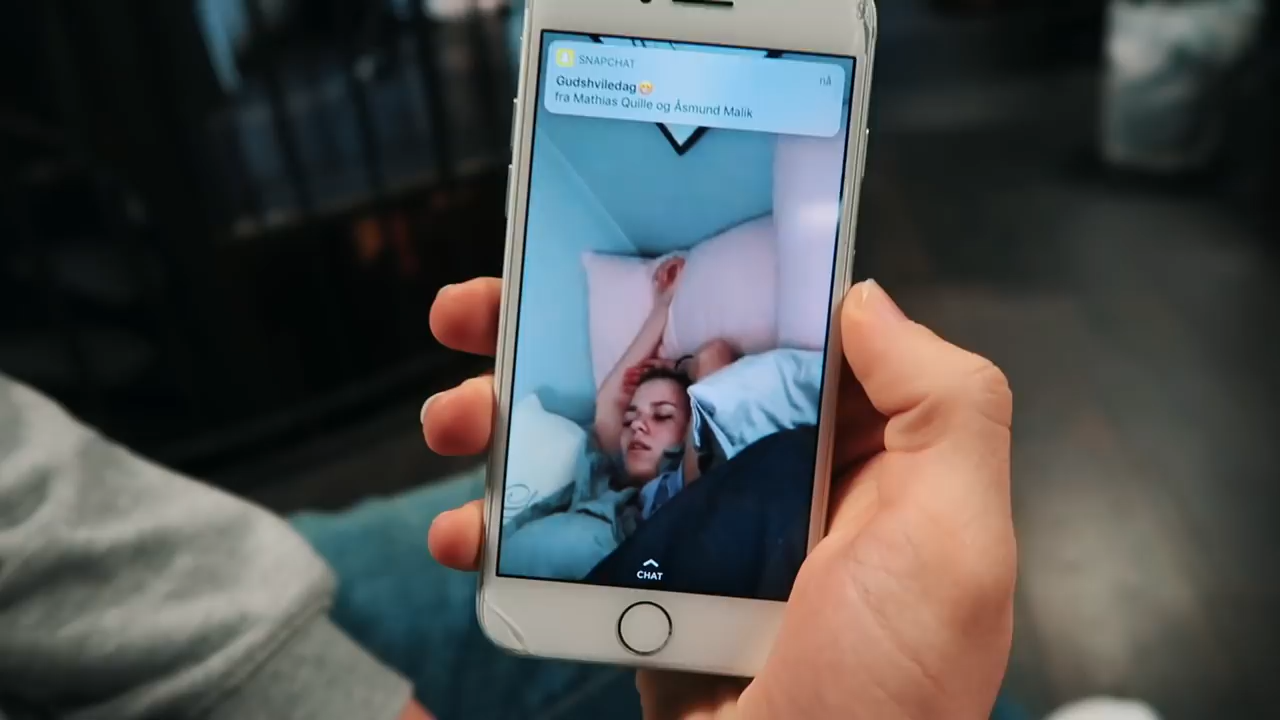 SNAPCHAT
nå
Gudshviledag😊
fra Mathias Quille og Åsmund Malik
CHAT